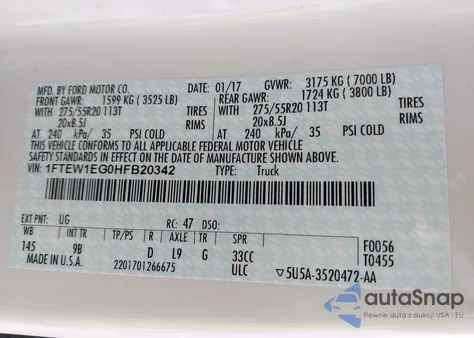 MFD. BY FORD MOTOR CO. 01/17 GVWR: 3175 KG ( 7000 LB)
FRONT GAWR: 1599 KG ( 3525 LB) REAR GAWR: 1724 KG ( 3800 LB)
275/55R20 113T TIRES 275/55R20 113T TIRES
20x8.5J RIMS 20x8.5J RIMS
AT 240 kPa/ 35 PSI COLD AT 240 kPa/ 35 PSI COLD
THIS VEHICLE CONFORMS TO ALL APPLICABLE FEDERAL MOTOR VEHICLE
SAFETY STANDARDS IN EFFECT ON THE DATE OF MANUFACTURE SHOWN ABOVE.
VIN: 1FTEW1EG0HFB20342 TYPE: Truck
EXT PNT: UG RC: 47 DSO:
WB INT TR TP/PS R AXLE TR SPR F0056
145 9B D L9 G 33CC T0455
ULC
MADE IN U.S.A. 2201701266675 5U5A-3520472-AA
autoSnap
Pewne auta z USA i EU